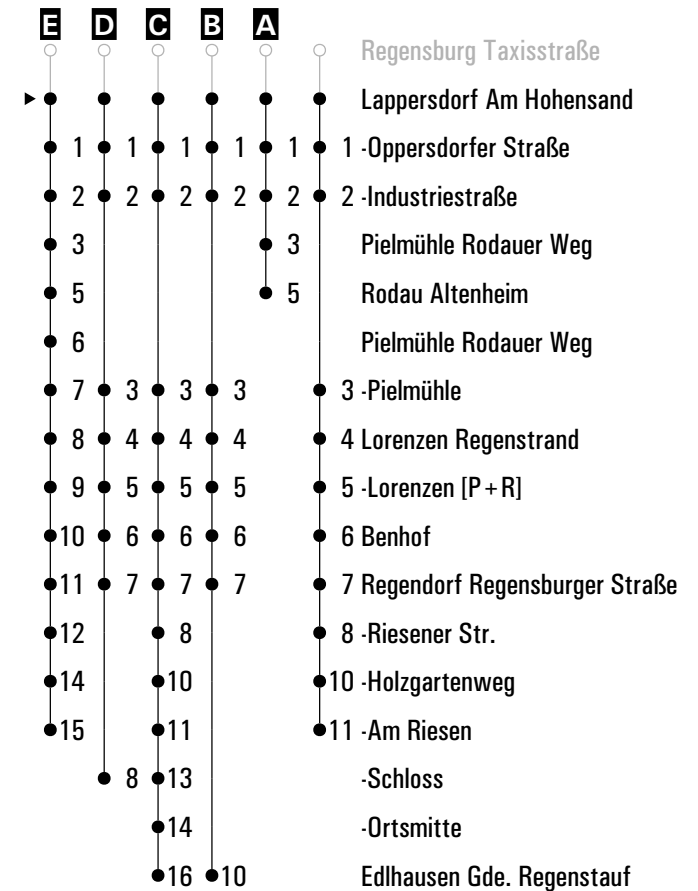 E D C B A
Regensburg Taxisstraße
Lappersdorf Am Hohensand
1 1 1 1 1 1 -Oppersdorfer Straße
2 2 2 2 2 2 -Industriestraße
3 3 Pielmühle Rodauer Weg
5 5 Rodau Altenheim
6 Pielmühle Rodauer Weg
7 3 3 3 3 -Pielmühle
8 4 4 4 4 Lorenzen Regenstrand
9 5 5 5 5 -Lorenzen [P+R]
10 6 6 6 6 Benhof
11 7 7 7 7 Regendorf Regensburger Straße
12 8 8 -Riesener Str.
14 10 10 -Holzgartenweg
15 11 11 -Am Riesen
8 13 -Schloss
14 -Ortsmitte
16 10 Edlhausen Gde. Regenstauf